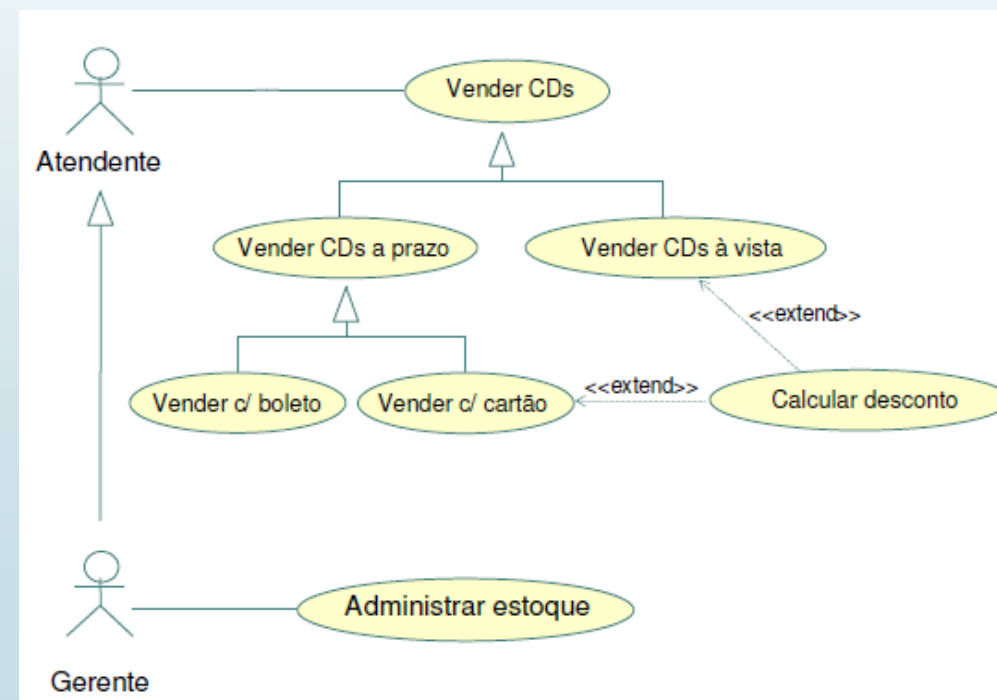 Vender CDs
Atendente
Vender CDs a prazo
Vender CDs à vista
<<extend>>
<<extend>>
Vender c/ boleto
Vender c/ cartão
Calcular desconto
Administrar estoque
Gerente